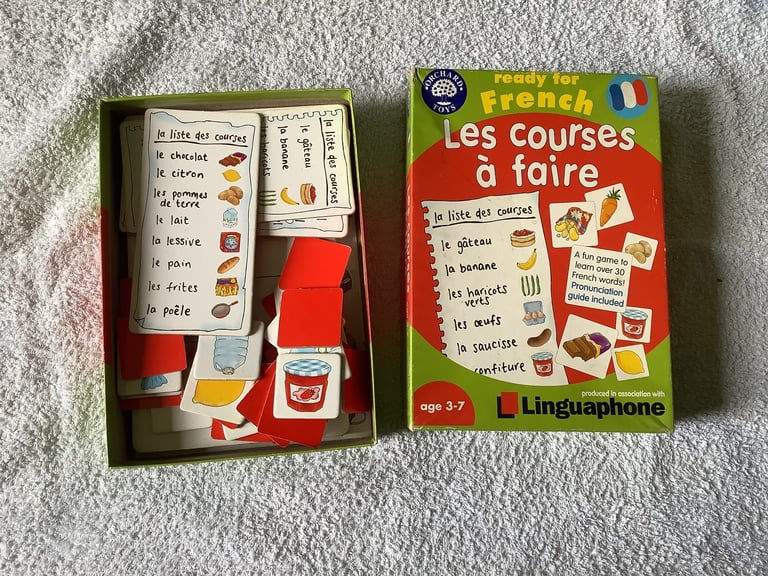 la liste des courses
le chocolat
le citron
les pommes
de terre
le lait
la lessive
le pain
les frites
la poêle
la liste des courses
le gâteau
la banane
haricots
ORCHARD
TOYS
ready for
French
Les courses
à faire
la liste des courses
le gâteau
la banane
les haricots
verts
les œufs
la saucisse
confiture
A fun game to
learn over 30
French words!
Pronunciation
guide included
age 3-7
produced in association with
Linguaphone